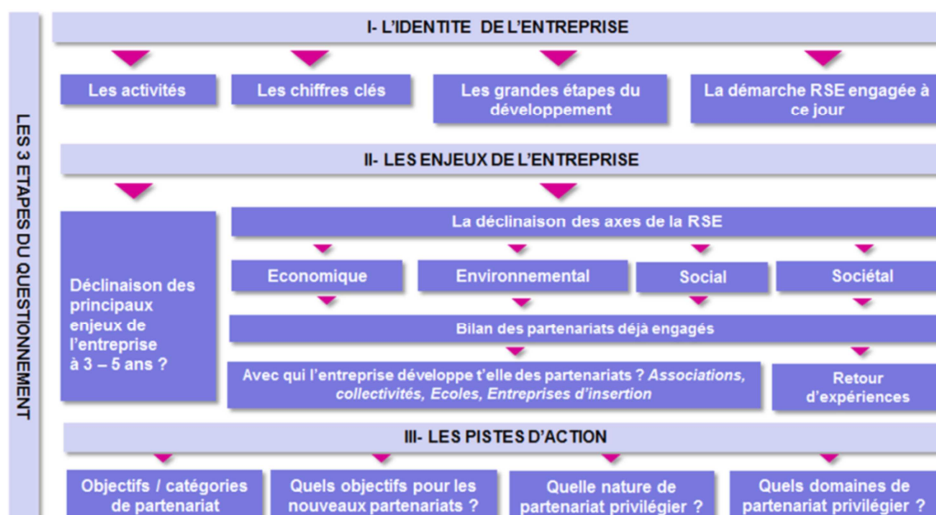 LES 3 ETAPES DU QUESTIONNEMENT
I- L'IDENTITE DE L'ENTREPRISE
Les activités
Les chiffres clés
Les grandes étapes du
développement
La démarche RSE engagée à
ce jour
II- LES ENJEUX DE L'ENTREPRISE
Déclinaison des
principaux
enjeux de
l'entreprise
à 3 – 5 ans ?
La déclinaison des axes de la RSE
Economique
Environnemental
Social
Sociétal
Bilan des partenariats déjà engagés
Avec qui l'entreprise développe t'elle des partenariats ? Associations,
collectivités, Ecoles, Entreprises d'insertion
Retour
d'expériences
III- LES PISTES D'ACTION
Objectifs / catégories
de partenariat
Quels objectifs pour les
nouveaux partenariats ?
Quelle nature de
partenariat privilégier ?
Quels domaines de
partenariat privilégier ?